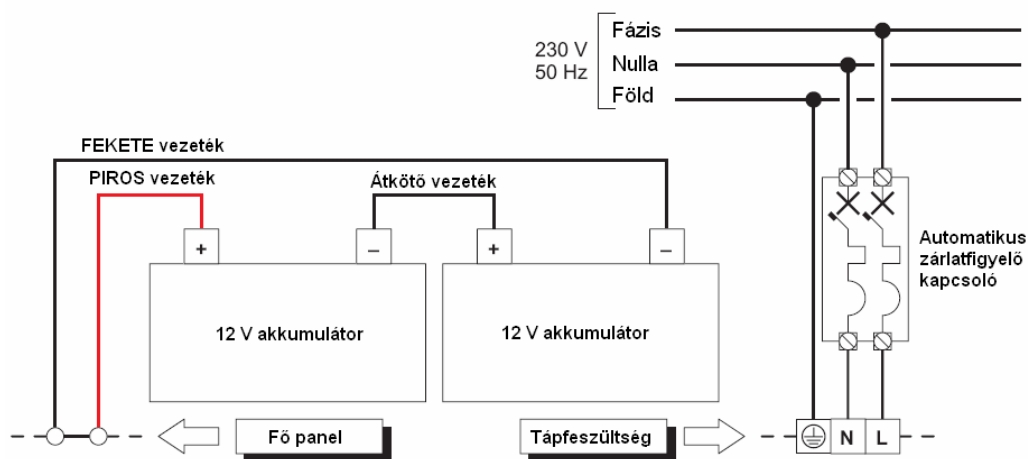 230 V
50 Hz
Fázis
Nulla
Föld
FEKETE vezeték
PIROS vezeték
Átkötő vezeték
+
–
+
–
12 V akkumulátor
12 V akkumulátor
Automatikus
zárlatfigyelő
kapcsoló
Fő panel
Tápfeszültség
N
L